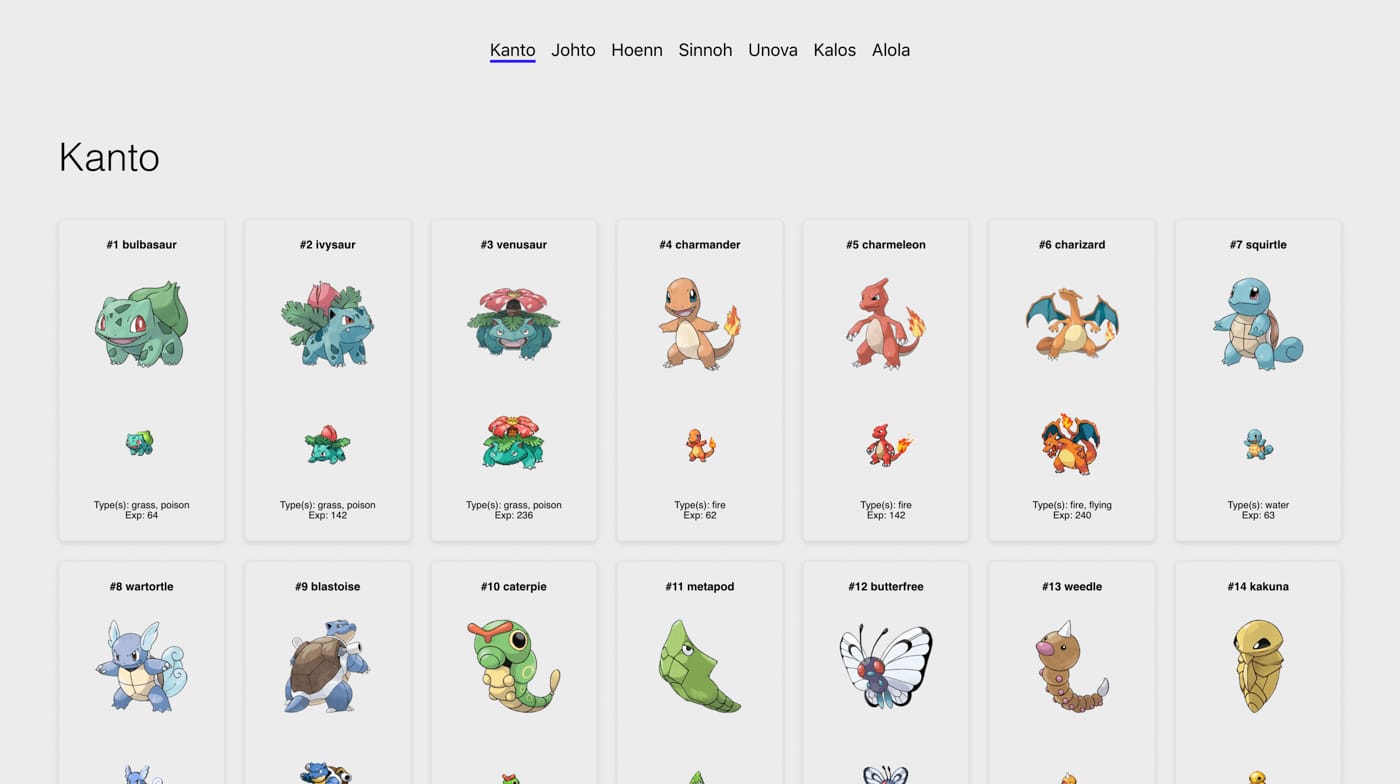 Kanto Johto Hoenn Sinnoh Unova Kalos Alola
Kanto
#1 bulbasaur
Type(s): grass, poison
Exp: 64
#2 ivysaur
Type(s): grass, poison
Exp: 142
#3 venusaur
Type(s): grass, poison
Exp: 236
#4 charmander
Type(s): fire
Exp: 62
#5 charmeleon
Type(s): fire
Exp: 142
#6 charizard
Type(s): fire, flying
Exp: 240
#7 squirtle
Type(s): water
Exp: 63
#8 wartortle
#9 blastoise
#10 caterpie
#11 metapod
#12 butterfree
#13 weedle
#14 kakuna